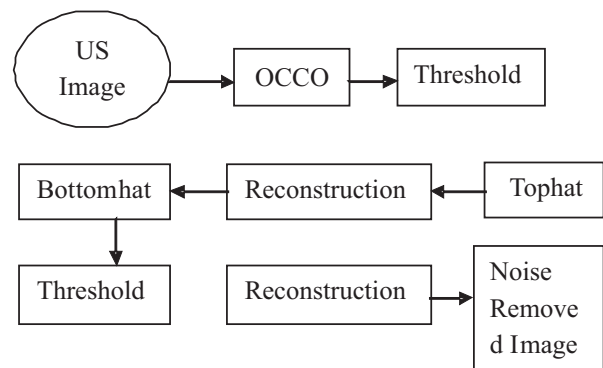 US
Image
OCCO
Threshold
Bottomhat
Reconstruction
Tophat
Threshold
Reconstruction
Noise
Remove
d Image